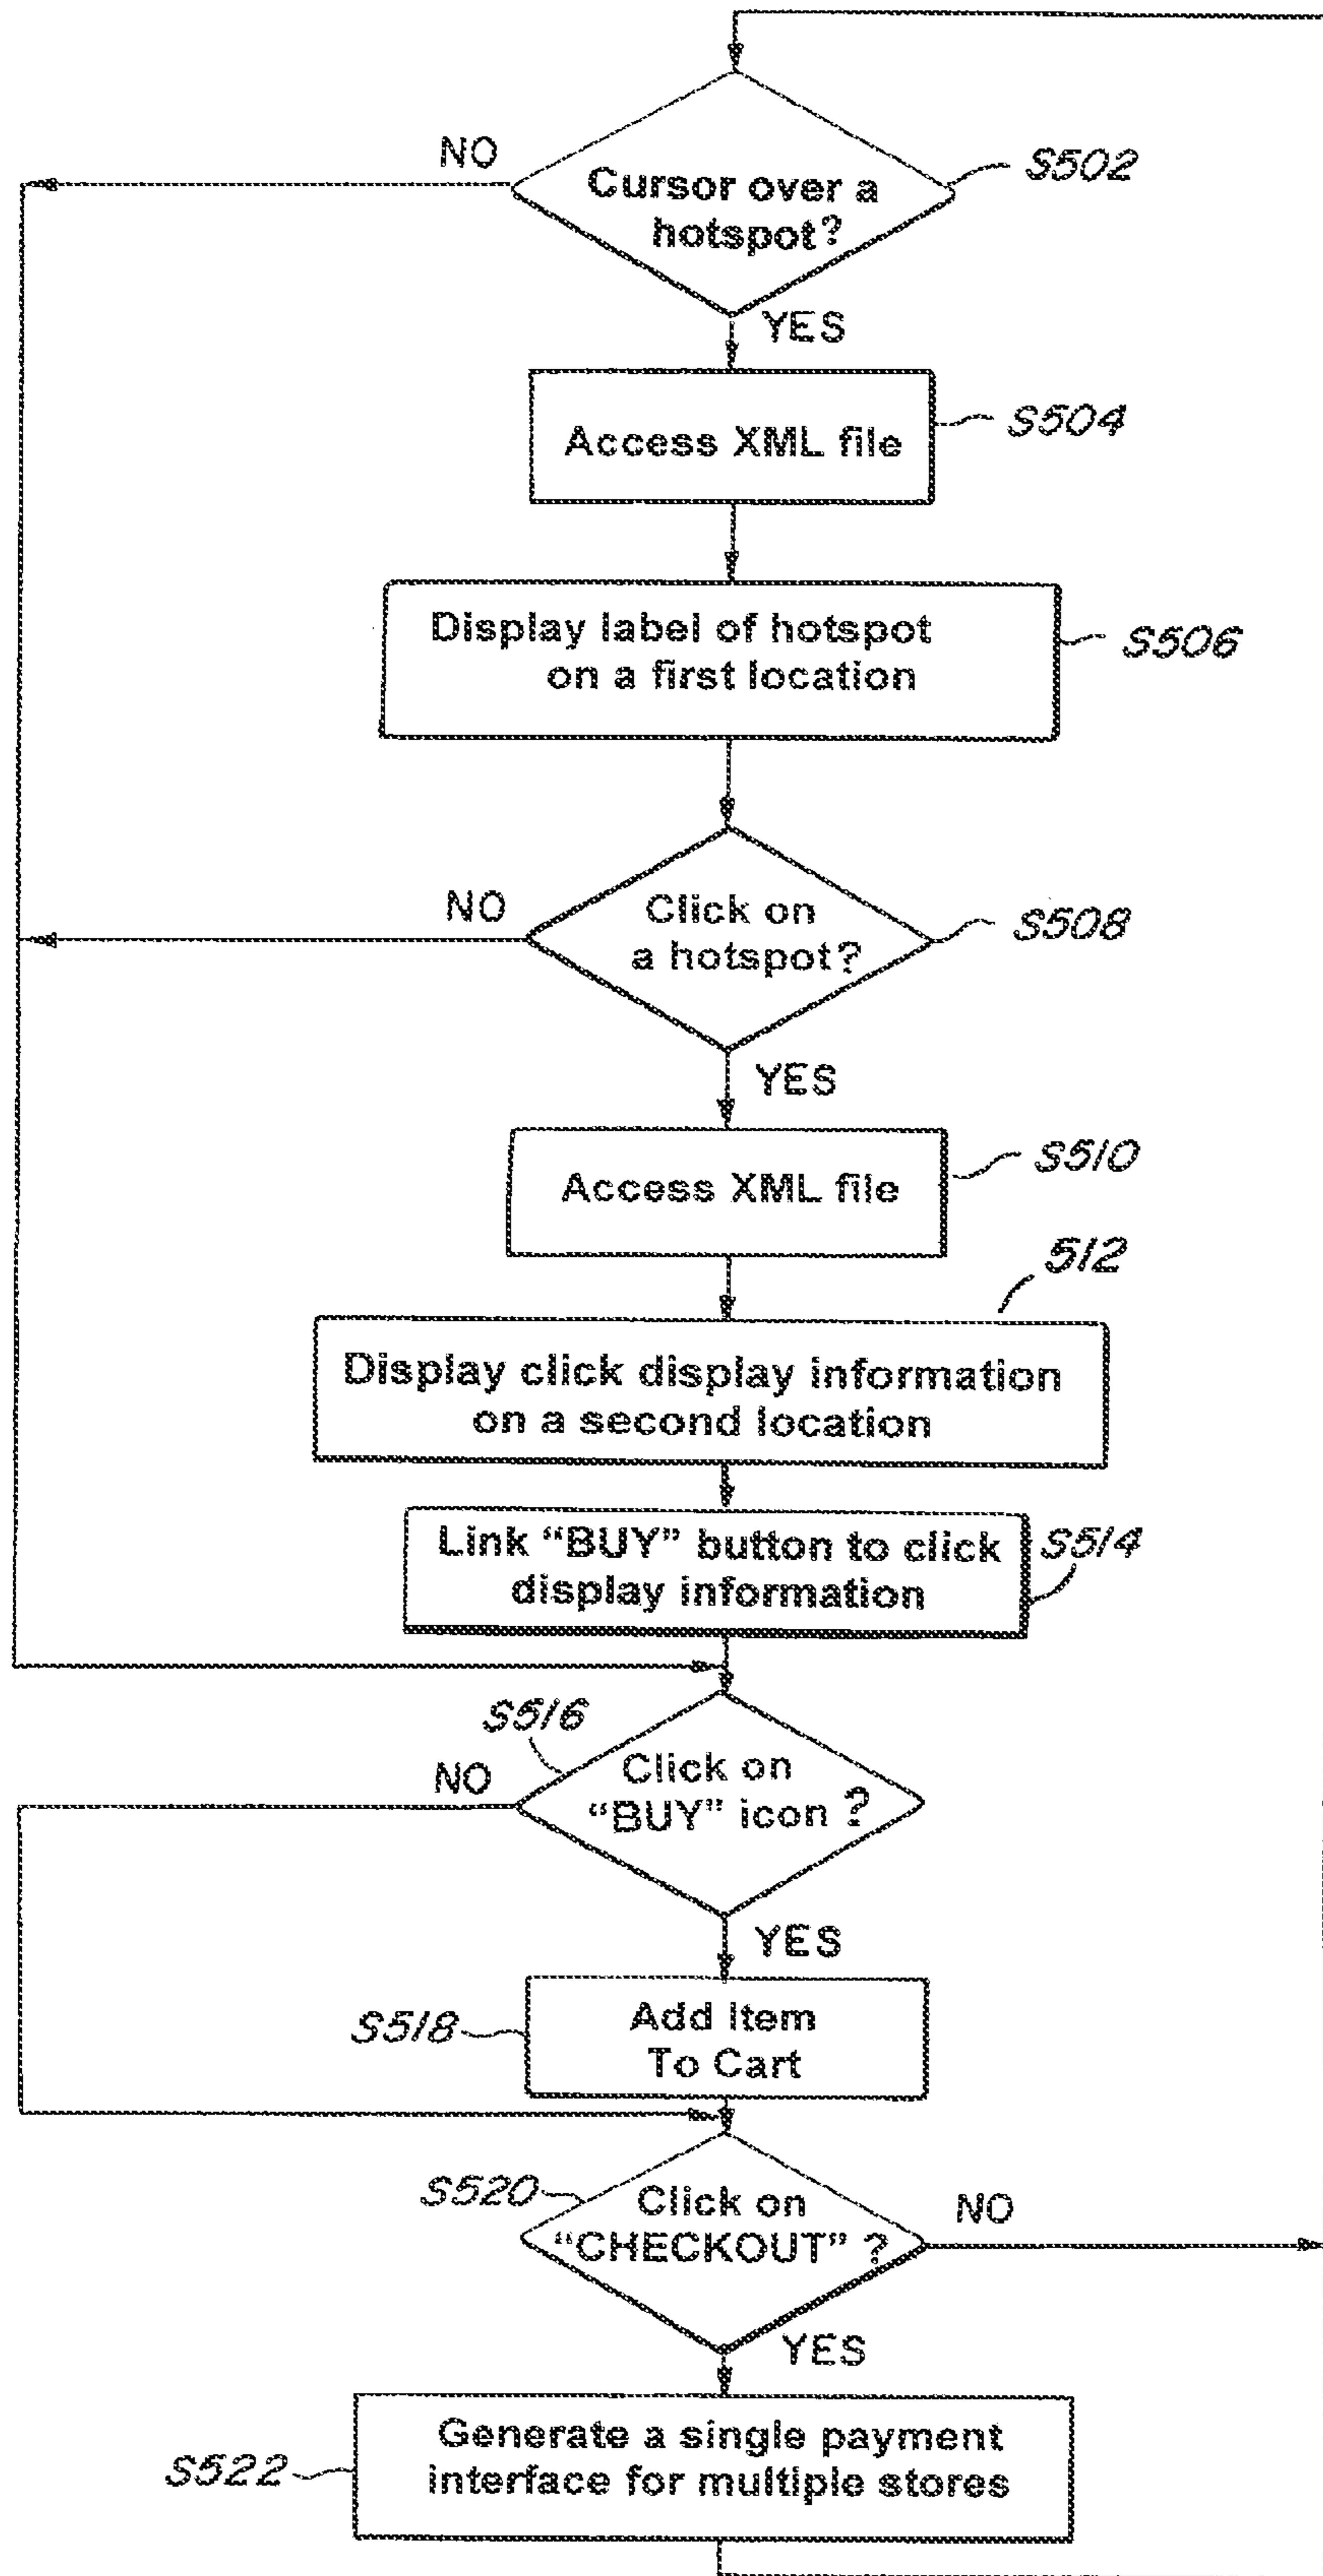 NO
Cursor over a
hotspot?
S502
YES
Access XML file
S504
Display label of hotspot
on a first location
S506
NO
Click on
a hotspot?
S508
YES
Access XML file
S510
512
Display click display information
on a second location
Link “BUY” button to click
display information
S514
S516
NO
Click on
“BUY” icon ?
YES
S518
Add Item
To Cart
S520
Click on
“CHECKOUT” ?
NO
YES
S522
Generate a single payment
interface for multiple stores